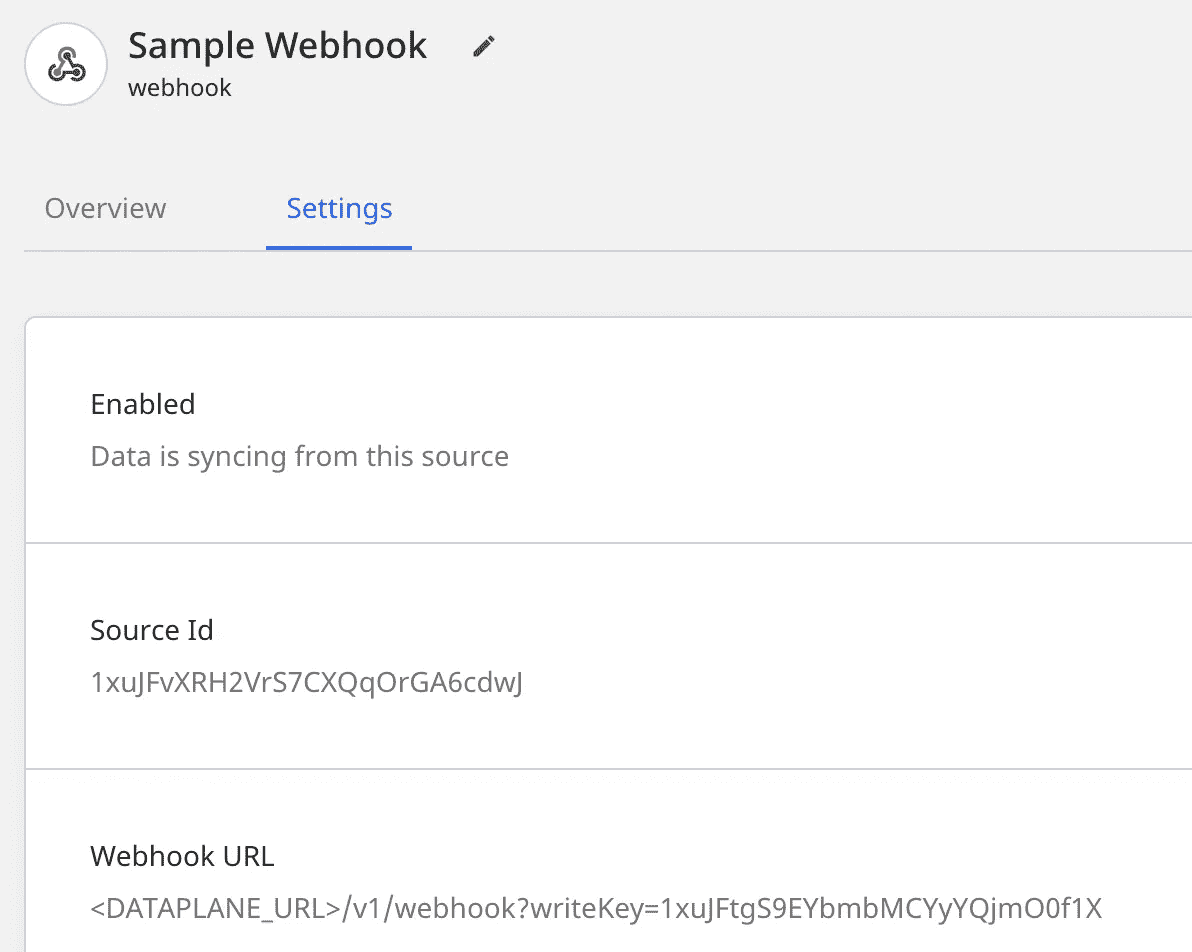 Sample Webhook
webhook
Overview
Settings
Enabled
Data is syncing from this source
Source Id
1xuJFvXRH2VrS7CXQqOrGA6cdwJ
Webhook URL
<DATAPLANE_URL>/v1/webhook?writeKey=1xuJFtgS9EYbmbMCYyYQjmO0f1X